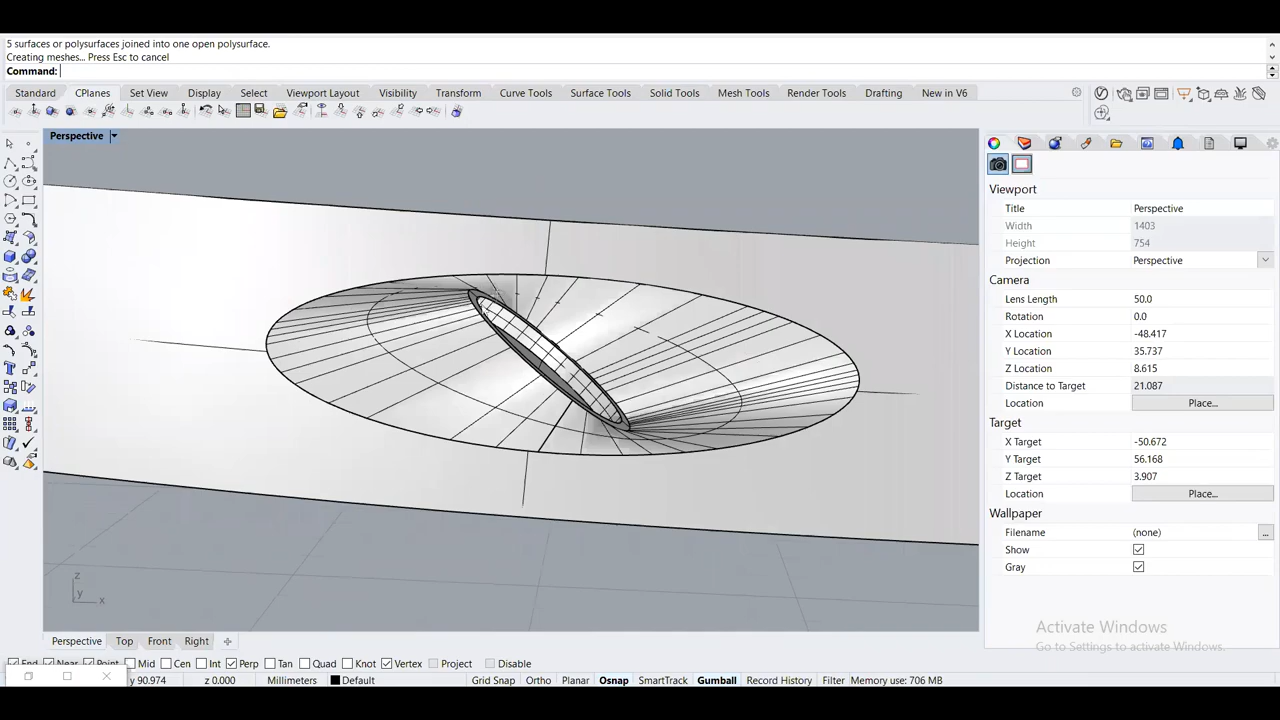 5 surfaces or polysurfaces joined into one open polysurface.
Creating meshes... Press Esc to cancel
Command:
Standard CPlanes Set View Display Select Viewport Layout Visibility Transform Curve Tools Surface Tools Solid Tools Mesh Tools Render Tools Drafting New in V6
Perspective
Viewport
Title Perspective
Width 1403
Height 754
Projection Perspective
Camera
Lens Length 50.0
Rotation 0.0
X Location -48.417
Y Location 35.737
Z Location 8.615
Distance to Target 21.087
Location Place...
Target
X Target -50.672
Y Target 56.168
Z Target 3.907
Location Place...
Wallpaper
Filename (none) ...
Show
Gray
z
y
x
Activate Windows
Go to Settings to activate Windows.
Perspective Top Front Right
End Near Point Mid Cen Int Perp Tan Quad Knot Vertex Project Disable
y 90.974 z 0.000 Millimeters Default Grid Snap Ortho Planar Osnap SmartTrack Gumball Record History Filter Memory use: 706 MB